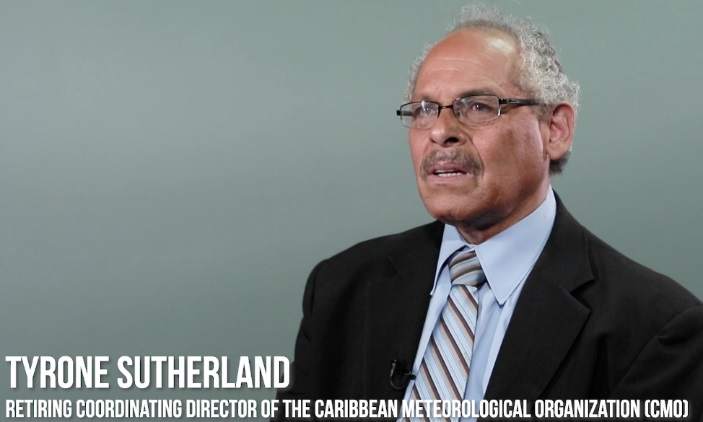 TYRONE SUTHERLAND
RETIRING COORDINATING DIRECTOR OF THE CARIBBEAN METEOROLOGICAL ORGANIZATION (CMO)